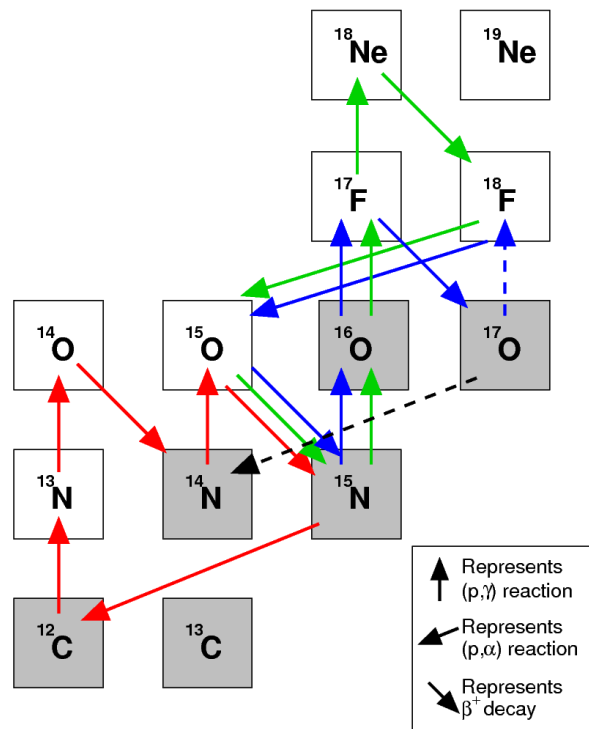 18Ne 19Ne
17F 18F
14O 15O 16O 17O
13N 14N 15N
12C 13C
Represents
(p,γ) reaction
Represents
(p,α) reaction
Represents
β+ decay